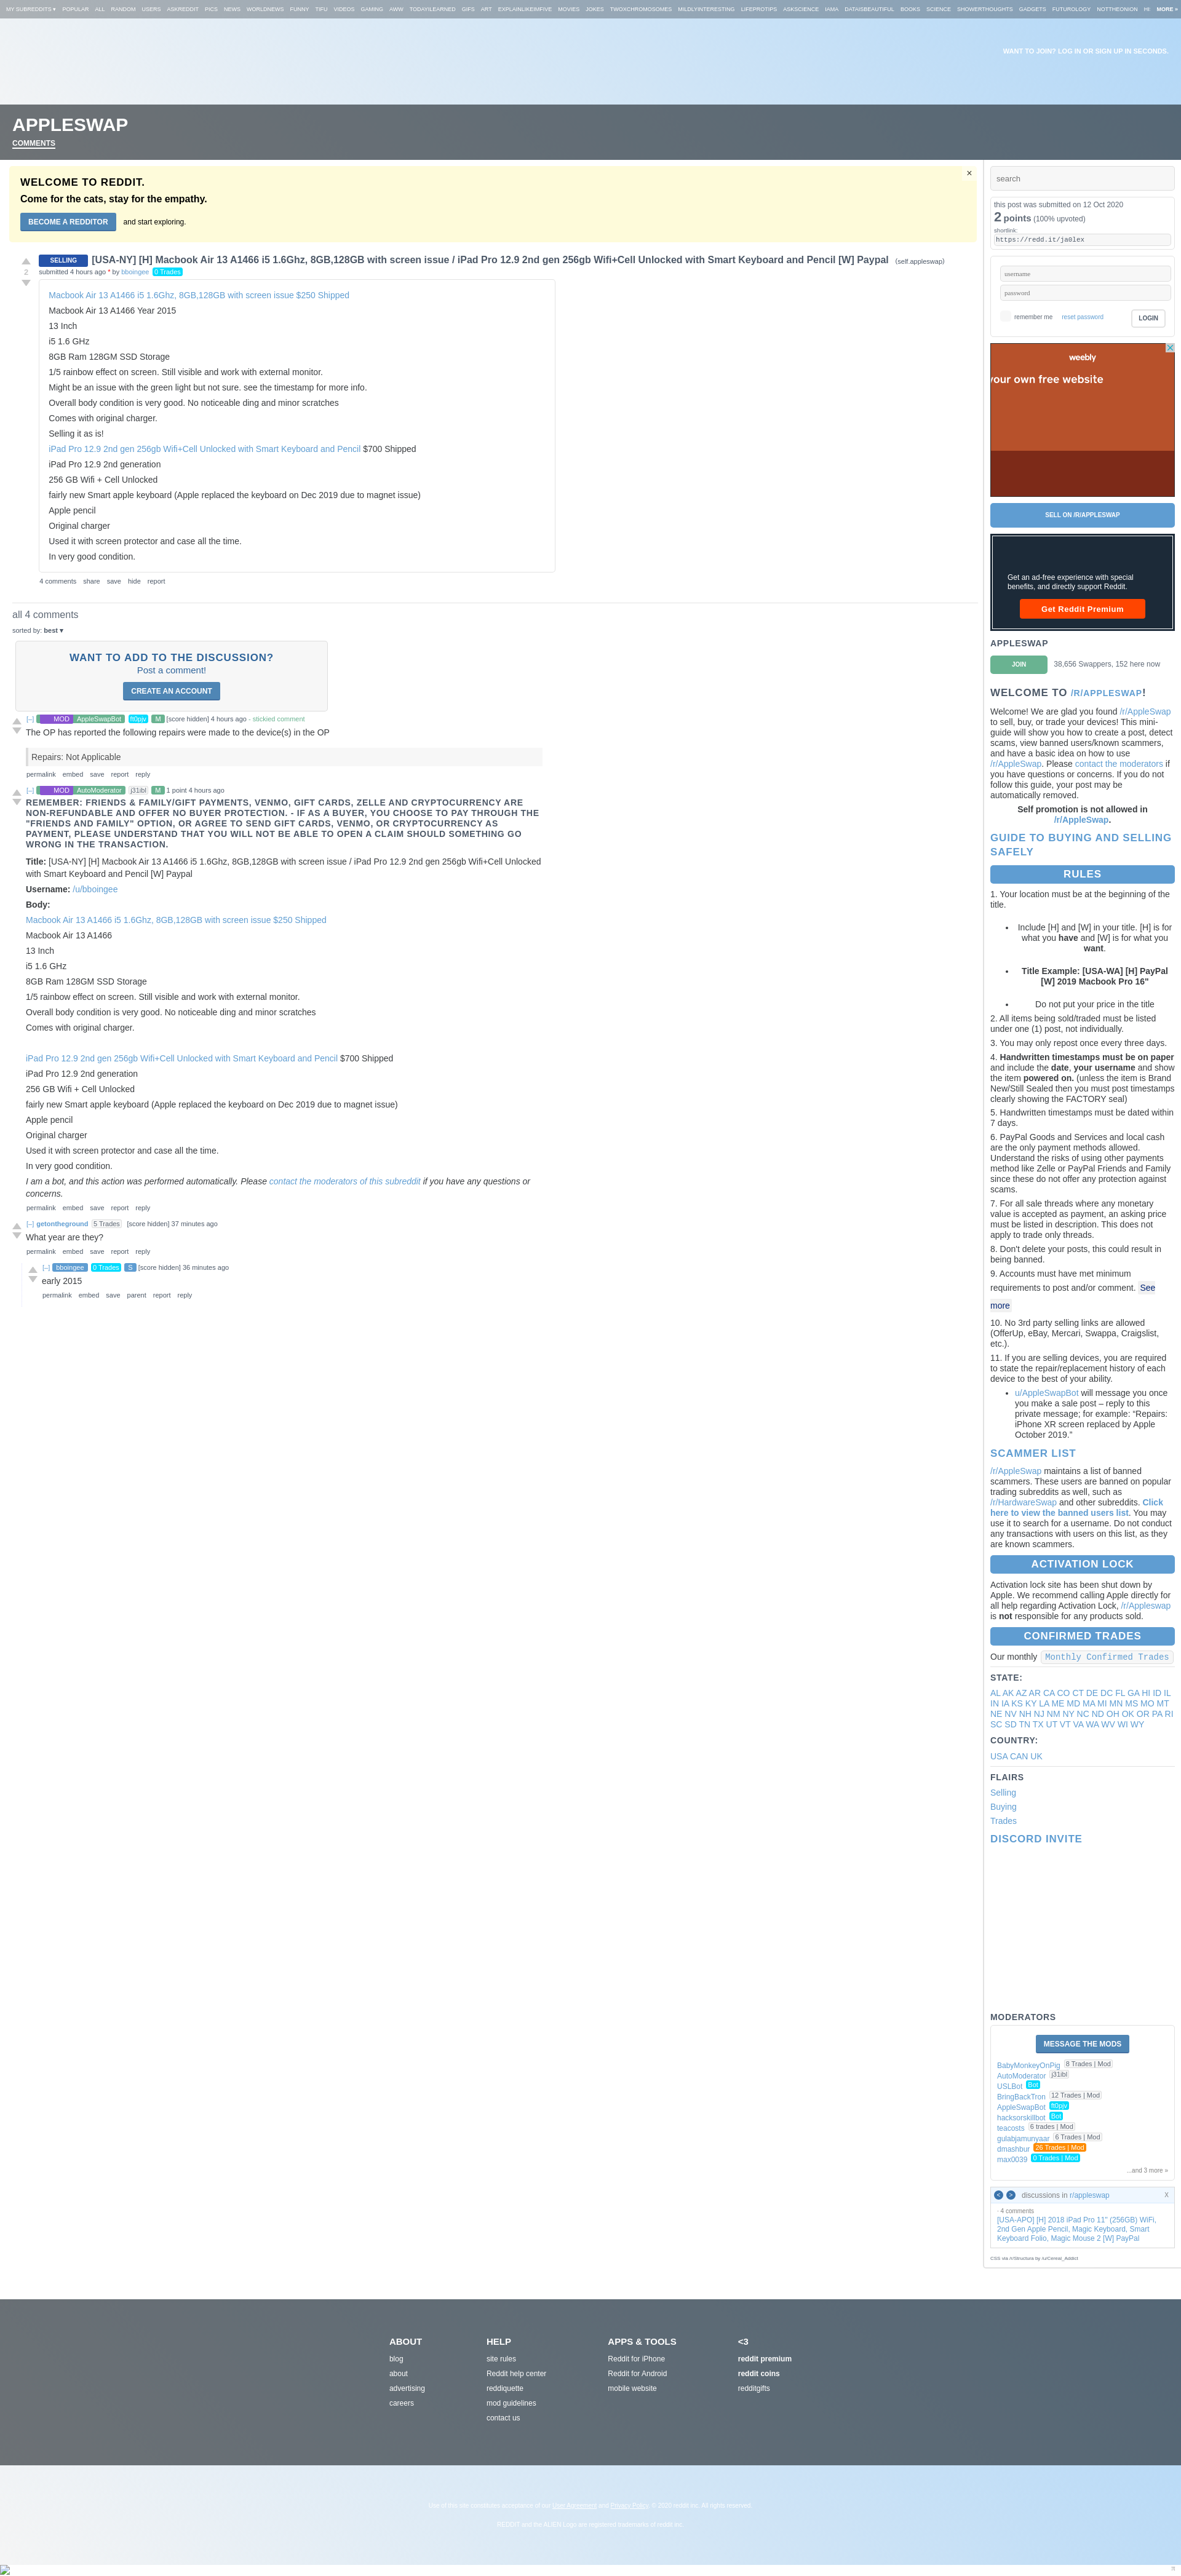 MY SUBREDDITS ▾ POPULAR ALL RANDOM USERS ASKREDDIT PICS NEWS WORLDNEWS FUNNY TIFU VIDEOS GAMING AWW TODAYILEARNED GIFS ART EXPLAINLIKEIMFIVE MOVIES JOKES TWOXCHROMOSOMES MILDLYINTERESTING LIFEPROTIPS ASKSCIENCE IAMA DATAISBEAUTIFUL BOOKS SCIENCE SHOWERTHOUGHTS GADGETS FUTUROLOGY NOTTHEONION HI MORE »
WANT TO JOIN? LOG IN OR SIGN UP IN SECONDS.
APPLESWAP
COMMENTS
×
WELCOME TO REDDIT.
Come for the cats, stay for the empathy.
BECOME A REDDITOR and start exploring.
2
SELLING [USA-NY] [H] Macbook Air 13 A1466 i5 1.6Ghz, 8GB,128GB with screen issue / iPad Pro 12.9 2nd gen 256gb Wifi+Cell Unlocked with Smart Keyboard and Pencil [W] Paypal (self.appleswap)
submitted 4 hours ago * by bboingee 0 Trades
Macbook Air 13 A1466 i5 1.6Ghz, 8GB,128GB with screen issue $250 Shipped
Macbook Air 13 A1466 Year 2015
13 Inch
i5 1.6 GHz
8GB Ram 128GM SSD Storage
1/5 rainbow effect on screen. Still visible and work with external monitor.
Might be an issue with the green light but not sure. see the timestamp for more info.
Overall body condition is very good. No noticeable ding and minor scratches
Comes with original charger.
Selling it as is!
iPad Pro 12.9 2nd gen 256gb Wifi+Cell Unlocked with Smart Keyboard and Pencil $700 Shipped
iPad Pro 12.9 2nd generation
256 GB Wifi + Cell Unlocked
fairly new Smart apple keyboard (Apple replaced the keyboard on Dec 2019 due to magnet issue)
Apple pencil
Original charger
Used it with screen protector and case all the time.
In very good condition.
4 comments share save hide report
all 4 comments
sorted by: best ▾
WANT TO ADD TO THE DISCUSSION?
Post a comment!
CREATE AN ACCOUNT
[–] MOD AppleSwapBot ft0pjv M [score hidden] 4 hours ago - stickied comment
The OP has reported the following repairs were made to the device(s) in the OP
Repairs: Not Applicable
permalink embed save report reply
[–] MOD AutoModerator j31ibl M 1 point 4 hours ago
REMEMBER: FRIENDS & FAMILY/GIFT PAYMENTS, VENMO, GIFT CARDS, ZELLE AND CRYPTOCURRENCY ARE
NON-REFUNDABLE AND OFFER NO BUYER PROTECTION. - IF AS A BUYER, YOU CHOOSE TO PAY THROUGH THE
"FRIENDS AND FAMILY" OPTION, OR AGREE TO SEND GIFT CARDS, VENMO, OR CRYPTOCURRENCY AS
PAYMENT, PLEASE UNDERSTAND THAT YOU WILL NOT BE ABLE TO OPEN A CLAIM SHOULD SOMETHING GO
WRONG IN THE TRANSACTION.
Title: [USA-NY] [H] Macbook Air 13 A1466 i5 1.6Ghz, 8GB,128GB with screen issue / iPad Pro 12.9 2nd gen 256gb Wifi+Cell Unlocked
with Smart Keyboard and Pencil [W] Paypal
Username: /u/bboingee
Body:
Macbook Air 13 A1466 i5 1.6Ghz, 8GB,128GB with screen issue $250 Shipped
Macbook Air 13 A1466
13 Inch
i5 1.6 GHz
8GB Ram 128GM SSD Storage
1/5 rainbow effect on screen. Still visible and work with external monitor.
Overall body condition is very good. No noticeable ding and minor scratches
Comes with original charger.
iPad Pro 12.9 2nd gen 256gb Wifi+Cell Unlocked with Smart Keyboard and Pencil $700 Shipped
iPad Pro 12.9 2nd generation
256 GB Wifi + Cell Unlocked
fairly new Smart apple keyboard (Apple replaced the keyboard on Dec 2019 due to magnet issue)
Apple pencil
Original charger
Used it with screen protector and case all the time.
In very good condition.
I am a bot, and this action was performed automatically. Please contact the moderators of this subreddit if you have any questions or
concerns.
permalink embed save report reply
[–] getontheground 5 Trades [score hidden] 37 minutes ago
What year are they?
permalink embed save report reply
[–] bboingee 0 Trades S [score hidden] 36 minutes ago
early 2015
permalink embed save parent report reply
search
this post was submitted on 12 Oct 2020
2 points (100% upvoted)
shortlink:
https://redd.it/ja0lex
username
password
remember me reset password LOGIN
weebly
your own free website
SELL ON /R/APPLESWAP
Get an ad-free experience with special
benefits, and directly support Reddit.
Get Reddit Premium
APPLESWAP
JOIN 38,656 Swappers, 152 here now
WELCOME TO /R/APPLESWAP!
Welcome! We are glad you found /r/AppleSwap
to sell, buy, or trade your devices! This mini-
guide will show you how to create a post, detect
scams, view banned users/known scammers,
and have a basic idea on how to use
/r/AppleSwap. Please contact the moderators if
you have questions or concerns. If you do not
follow this guide, your post may be
automatically removed.
Self promotion is not allowed in
/r/AppleSwap.
GUIDE TO BUYING AND SELLING
SAFELY
RULES
1. Your location must be at the beginning of the
title.
• Include [H] and [W] in your title. [H] is for
what you have and [W] is for what you
want.
• Title Example: [USA-WA] [H] PayPal
[W] 2019 Macbook Pro 16"
• Do not put your price in the title
2. All items being sold/traded must be listed
under one (1) post, not individually.
3. You may only repost once every three days.
4. Handwritten timestamps must be on paper
and include the date, your username and show
the item powered on. (unless the item is Brand
New/Still Sealed then you must post timestamps
clearly showing the FACTORY seal)
5. Handwritten timestamps must be dated within
7 days.
6. PayPal Goods and Services and local cash
are the only payment methods allowed.
Understand the risks of using other payments
method like Zelle or PayPal Friends and Family
since these do not offer any protection against
scams.
7. For all sale threads where any monetary
value is accepted as payment, an asking price
must be listed in description. This does not
apply to trade only threads.
8. Don't delete your posts, this could result in
being banned.
9. Accounts must have met minimum
requirements to post and/or comment. See
more
10. No 3rd party selling links are allowed
(OfferUp, eBay, Mercari, Swappa, Craigslist,
etc.).
11. If you are selling devices, you are required
to state the repair/replacement history of each
device to the best of your ability.
• u/AppleSwapBot will message you once
you make a sale post – reply to this
private message; for example: “Repairs:
iPhone XR screen replaced by Apple
October 2019.”
SCAMMER LIST
/r/AppleSwap maintains a list of banned
scammers. These users are banned on popular
trading subreddits as well, such as
/r/HardwareSwap and other subreddits. Click
here to view the banned users list. You may
use it to search for a username. Do not conduct
any transactions with users on this list, as they
are known scammers.
ACTIVATION LOCK
Activation lock site has been shut down by
Apple. We recommend calling Apple directly for
all help regarding Activation Lock, /r/Appleswap
is not responsible for any products sold.
CONFIRMED TRADES
Our monthly Monthly Confirmed Trades
STATE:
AL AK AZ AR CA CO CT DE DC FL GA HI ID IL
IN IA KS KY LA ME MD MA MI MN MS MO MT
NE NV NH NJ NM NY NC ND OH OK OR PA RI
SC SD TN TX UT VT VA WA WV WI WY
COUNTRY:
USA CAN UK
FLAIRS
Selling
Buying
Trades
DISCORD INVITE
MODERATORS
MESSAGE THE MODS
BabyMonkeyOnPig 8 Trades | Mod
AutoModerator j31ibl
USLBot Bot
BringBackTron 12 Trades | Mod
AppleSwapBot ft0pjv
hacksorskillbot Bot
teacosts 6 trades | Mod
gulabjamunyaar 6 Trades | Mod
dmashbur 26 Trades | Mod
max0039 0 Trades | Mod
...and 3 more »
< > discussions in r/appleswap X
· 4 comments
[USA-APO] [H] 2018 iPad Pro 11" (256GB) WiFi,
2nd Gen Apple Pencil, Magic Keyboard, Smart
Keyboard Folio, Magic Mouse 2 [W] PayPal
CSS via /r/Structura by /u/Cereal_Addict
ABOUT
blog
about
advertising
careers
HELP
site rules
Reddit help center
reddiquette
mod guidelines
contact us
APPS & TOOLS
Reddit for iPhone
Reddit for Android
mobile website
<3
reddit premium
reddit coins
redditgifts
Use of this site constitutes acceptance of our User Agreement and Privacy Policy. © 2020 reddit inc. All rights reserved.
REDDIT and the ALIEN Logo are registered trademarks of reddit inc.
π